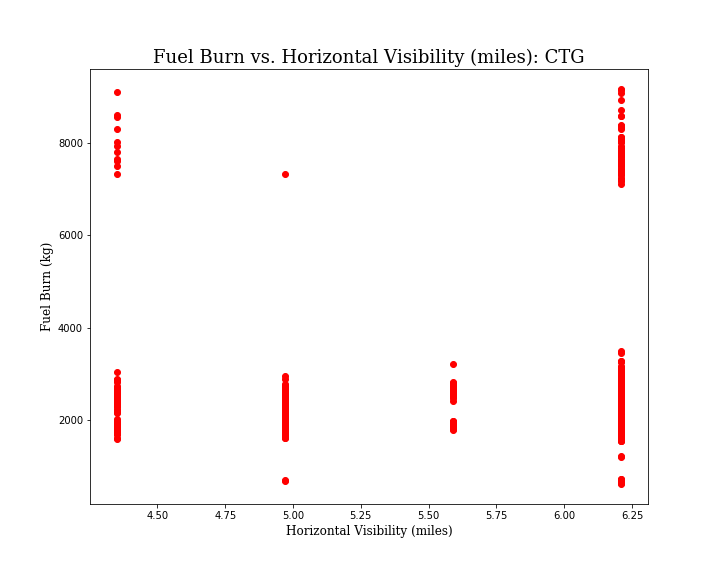 Fuel Burn vs. Horizontal Visibility (miles): CTG
8000
6000
4000
2000
Fuel Burn (kg)
4.50 4.75 5.00 5.25 5.50 5.75 6.00 6.25
Horizontal Visibility (miles)